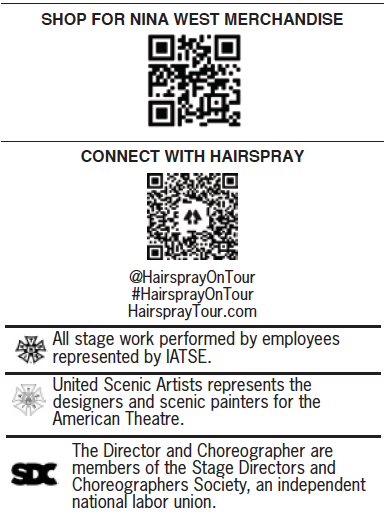 SHOP FOR NINA WEST MERCHANDISE
CONNECT WITH HAIRSPRAY
@HairsprayOnTour
#HairsprayOnTour
HairsprayTour.com
All stage work performed by employees
represented by IATSE.
United Scenic Artists represents the
designers and scenic painters for the
American Theatre.
SDC
The Director and Choreographer are
members of the Stage Directors and
Choreographers Society, an independent
national labor union.